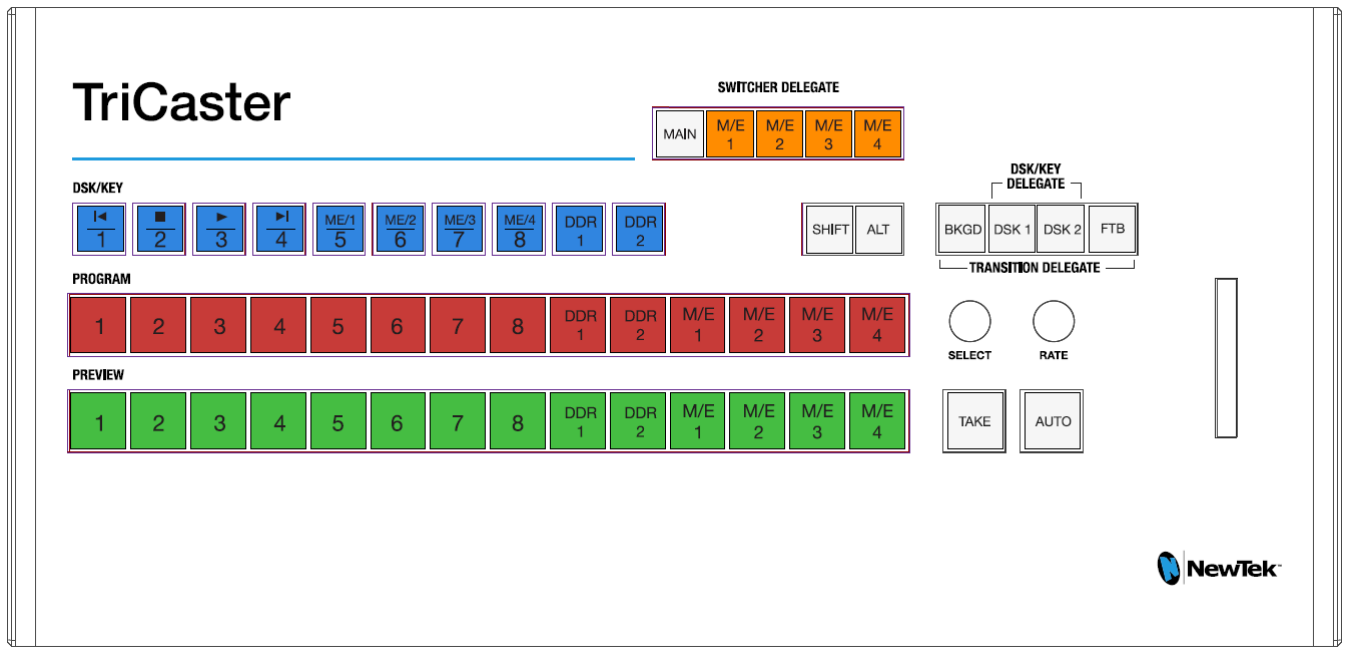 TriCaster
SWITCHER DELEGATE
MAIN M/E 1 M/E 2 M/E 3 M/E 4
DSK/KEY
1 2 3 4 ME/1 5 ME/2 6 ME/3 7 ME/4 8 DDR 1 DDR 2
SHIFT ALT
DSK/KEY
DELEGATE
BKGD DSK 1 DSK 2 FTB
TRANSITION DELEGATE
PROGRAM
1 2 3 4 5 6 7 8 DDR 1 DDR 2 M/E 1 M/E 2 M/E 3 M/E 4
SELECT RATE
PREVIEW
1 2 3 4 5 6 7 8 DDR 1 DDR 2 M/E 1 M/E 2 M/E 3 M/E 4
TAKE AUTO
NewTek